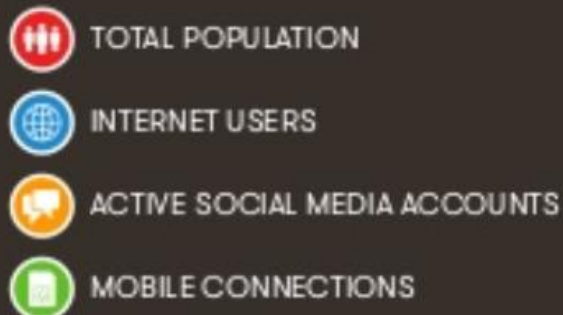 TOTAL POPULATION
INTERNET USERS
ACTIVE SOCIAL MEDIA ACCOUNTS
MOBILE CONNECTIONS